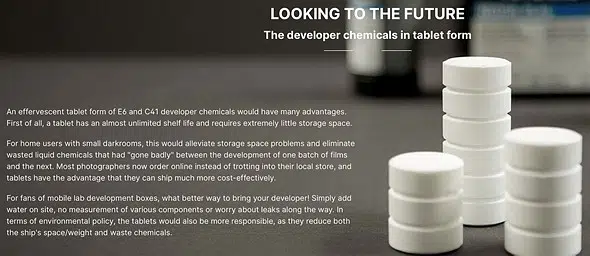 LOOKING TO THE FUTURE
The developer chemicals in tablet form
An effervescent tablet form of E6 and C41 developer chemicals would have many advantages.
First of all, a tablet has an almost unlimited shelf life and requires extremely little storage space.
For home users with small darkrooms, this would alleviate storage space problems and eliminate
wasted liquid chemicals that had "gone badly" between the development of one batch of films
and the next. Most photographers now order online instead of trotting into their local store, and
tablets have the advantage that they can ship much more cost-effectively.
For fans of mobile lab development boxes, what better way to bring your developer! Simply add
water on site, no measurement of various components or worry about leaks along the way. In
terms of environmental policy, the tablets would also be more responsible, as they reduce both
the ship's space/weight and waste chemicals.